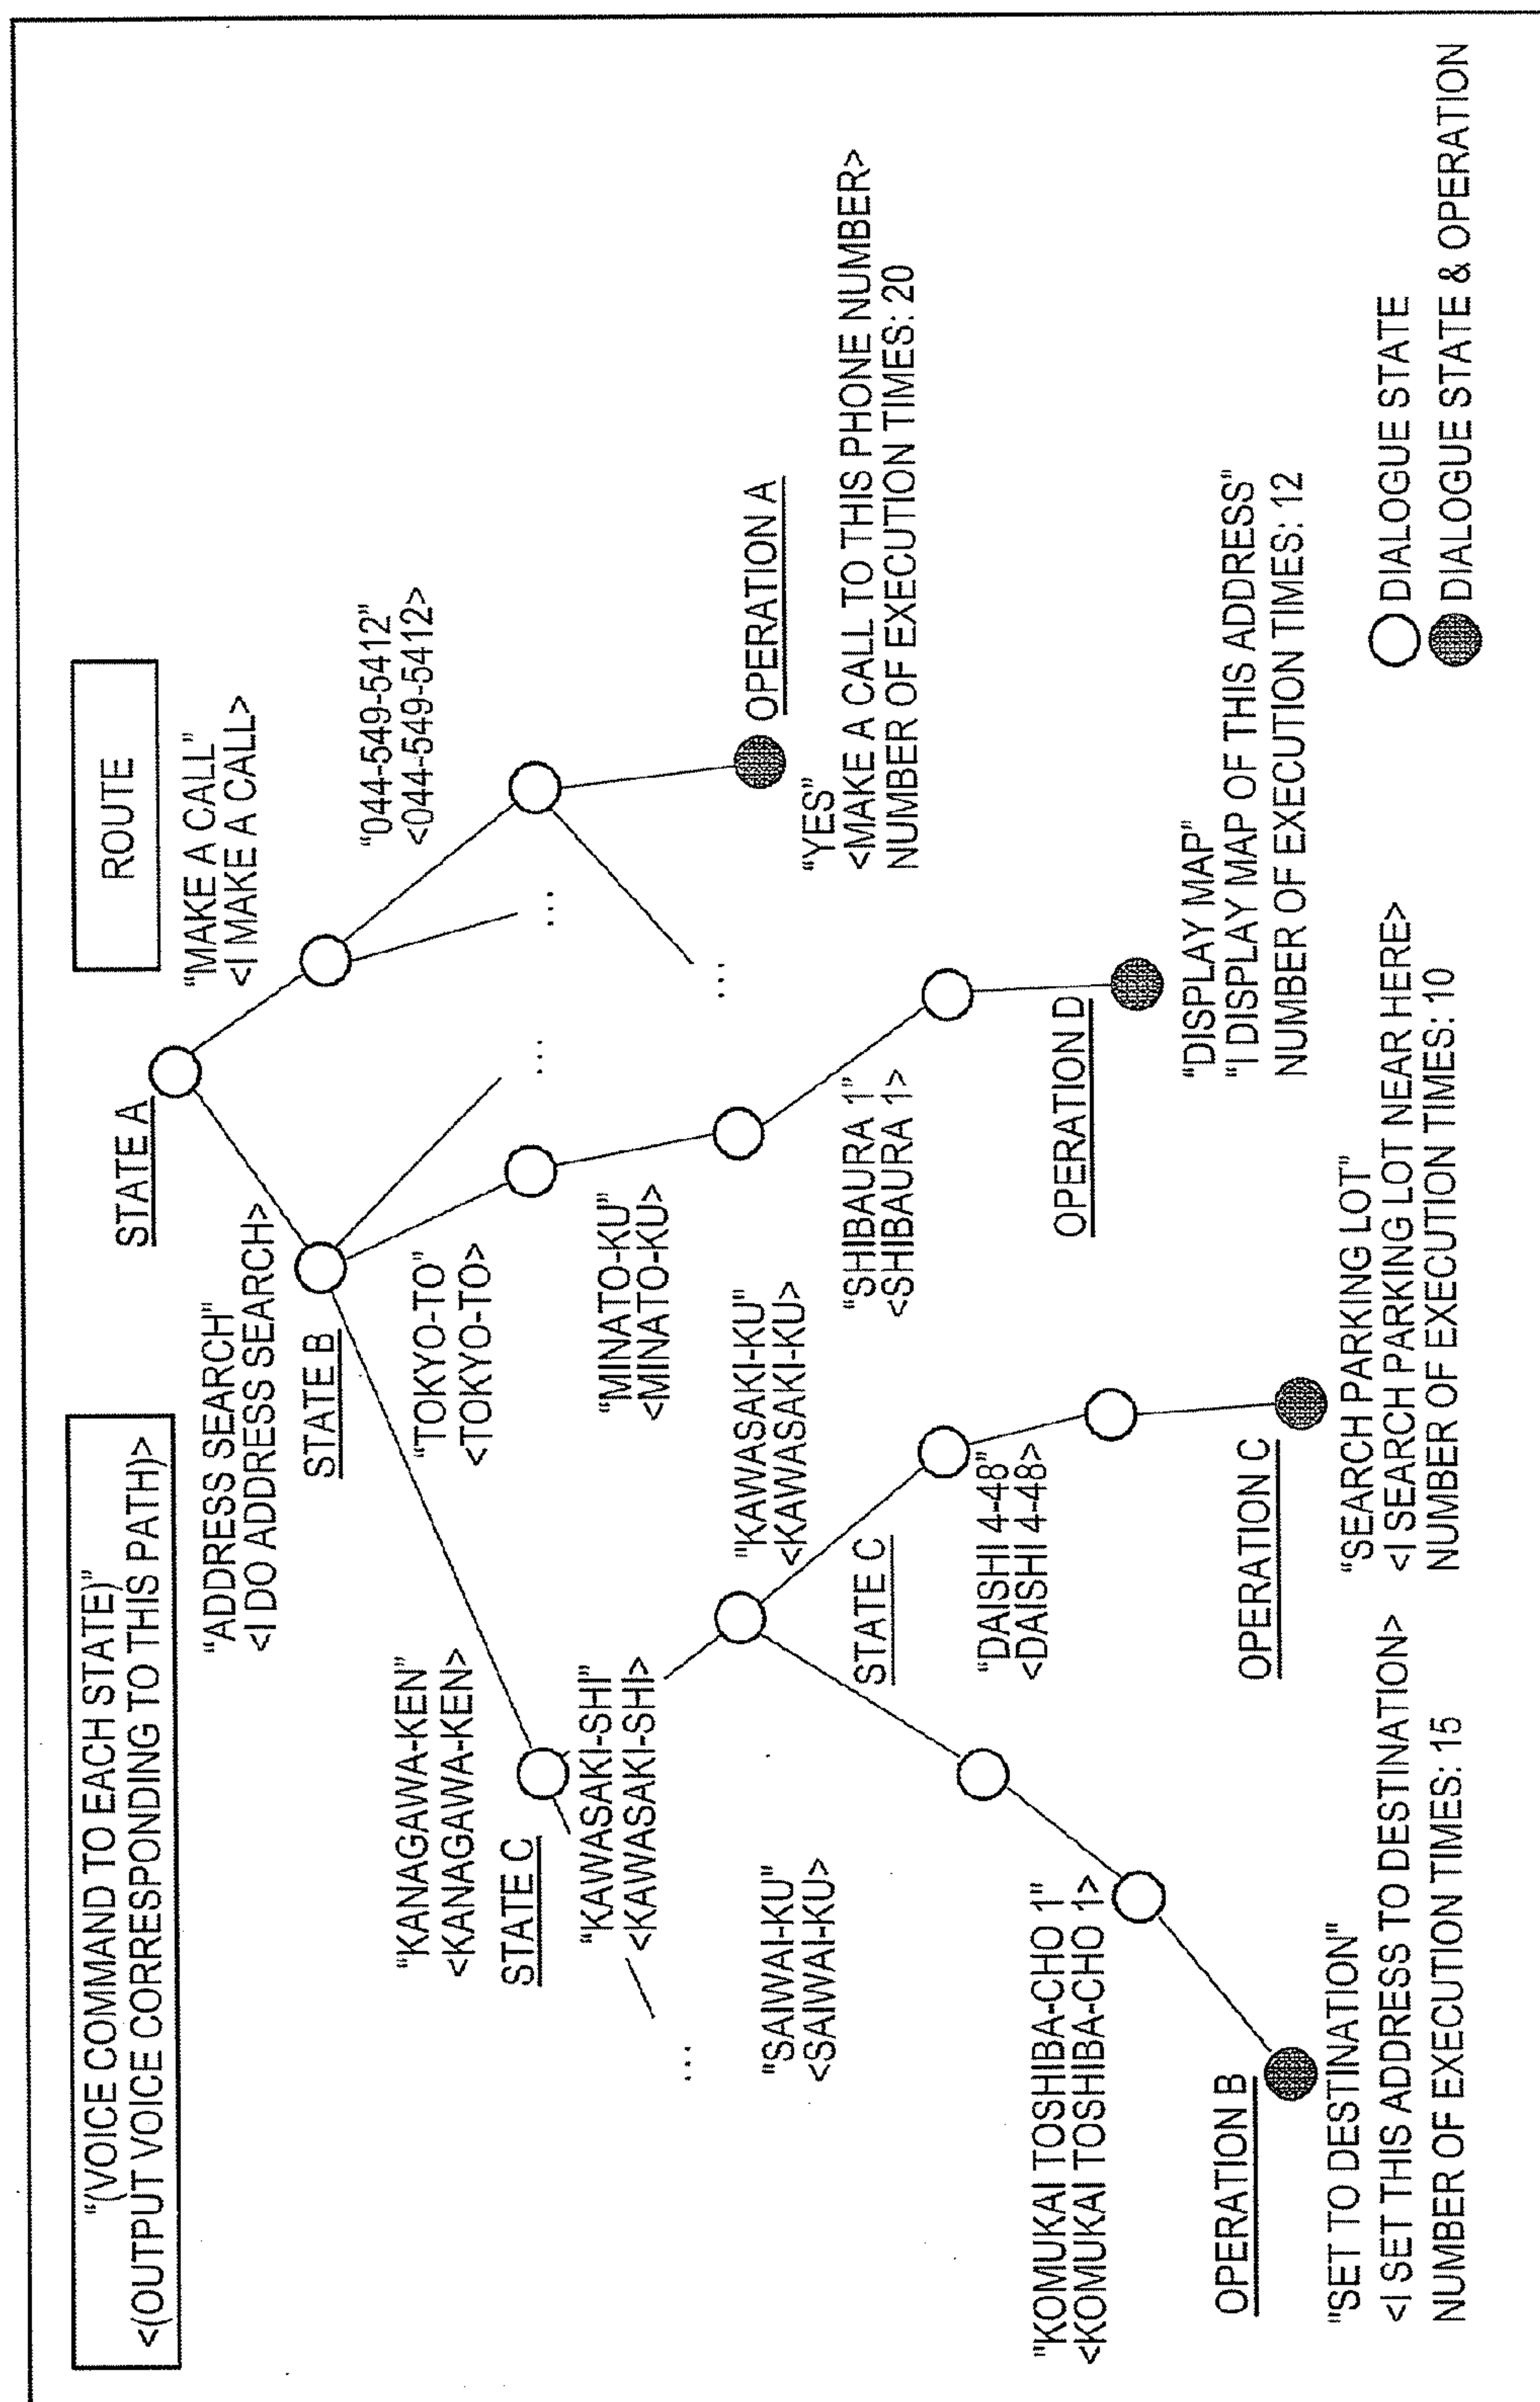 "(VOICE COMMAND TO EACH STATE)"
<(OUTPUT VOICE CORRESPONDING TO THIS PATH)>
ROUTE
STATE A
"MAKE A CALL"
<I MAKE A CALL>
"ADDRESS SEARCH"
<I DO ADDRESS SEARCH>
STATE B
"044-549-5412"
<044-549-5412>
"KANAGAWA-KEN"
<KANAGAWA-KEN>
STATE C
"TOKYO-TO"
<TOKYO-TO>
...
...
"KAWASAKI-SHI"
<KAWASAKI-SHI>
"MINATO-KU"
<MINATO-KU>
...
...
OPERATION A
"YES"
<MAKE A CALL TO THIS PHONE NUMBER>
NUMBER OF EXECUTION TIMES: 20
"SAIWAI-KU"
<SAIWAI-KU>
"KAWASAKI-KU"
<KAWASAKI-KU>
STATE C
"SHIBAURA 1"
<SHIBAURA 1>
"KOMUKAI TOSHIBA-CHO 1"
<KOMUKAI TOSHIBA-CHO 1>
"DAISHI 4-48"
<DAISHI 4-48>
OPERATION D
"DISPLAY MAP"
"I DISPLAY MAP OF THIS ADDRESS"
NUMBER OF EXECUTION TIMES: 12
OPERATION B
"SET TO DESTINATION"
<I SET THIS ADDRESS TO DESTINATION>
NUMBER OF EXECUTION TIMES: 15
OPERATION C
"SEARCH PARKING LOT"
<I SEARCH PARKING LOT NEAR HERE>
NUMBER OF EXECUTION TIMES: 10
DIALOGUE STATE
DIALOGUE STATE & OPERATION